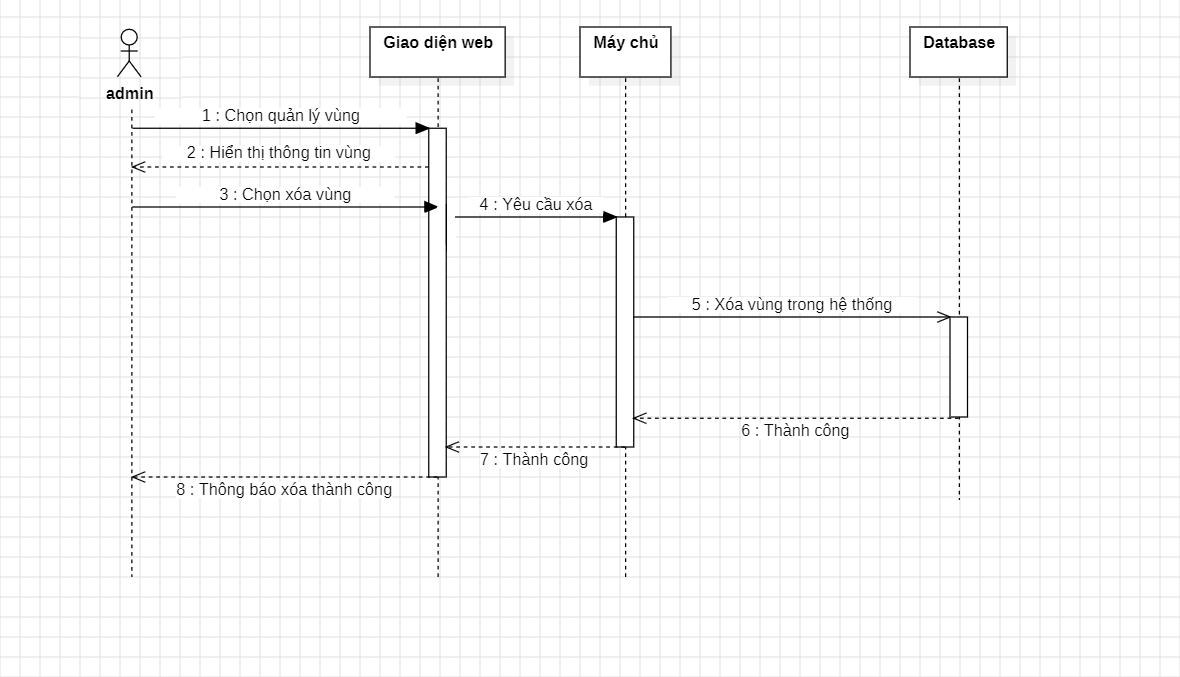 Giao diện web
Máy chủ
Database
admin
1 : Chọn quản lý vùng
2 : Hiển thị thông tin vùng
3 : Chọn xóa vùng
4 : Yêu cầu xóa
5 : Xóa vùng trong hệ thống
6 : Thành công
7 : Thành công
8 : Thông báo xóa thành công